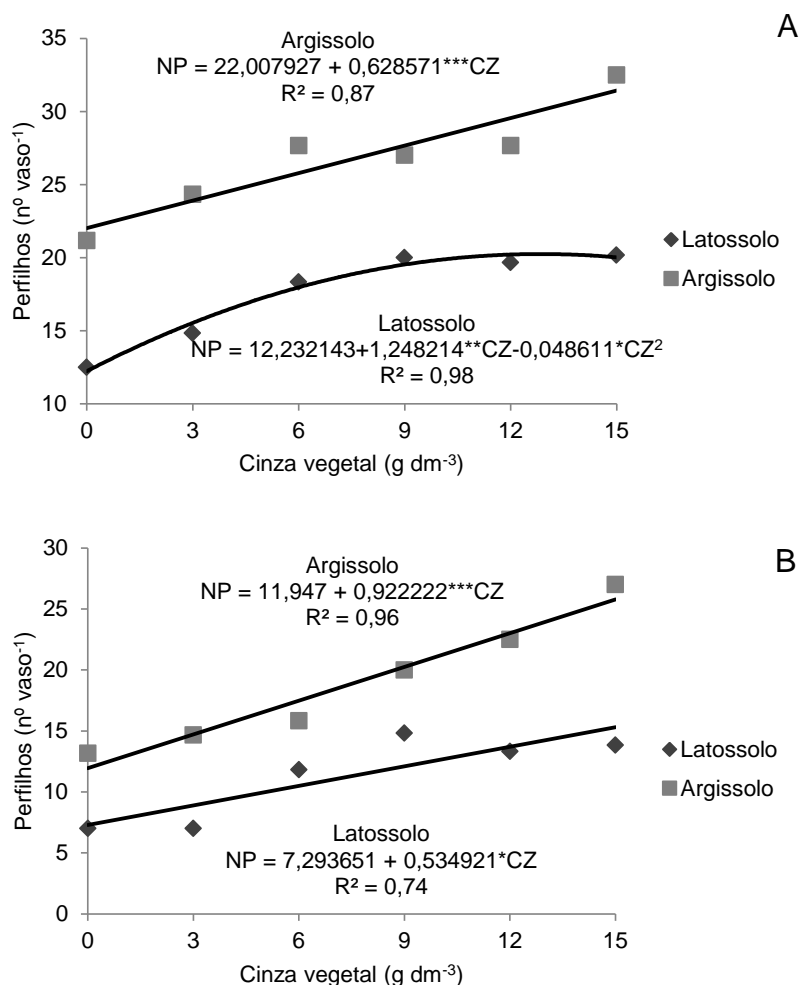 A
35
30
25
20
15
10
Perfilhos (nº vaso⁻¹)
Argissolo
NP = 22,007927 + 0,628571***CZ
R² = 0,87
Latossolo
NP = 12,232143+1,248214**CZ-0,048611*CZ²
R² = 0,98
Latossolo
Argissolo
0 3 6 9 12 15
Cinza vegetal (g dm⁻³)
B
30
25
20
15
10
5
0
Perfilhos (nº vaso⁻¹)
Argissolo
NP = 11,947 + 0,922222***CZ
R² = 0,96
Latossolo
NP = 7,293651 + 0,534921*CZ
R² = 0,74
Latossolo
Argissolo
0 3 6 9 12 15
Cinza vegetal (g dm⁻³)